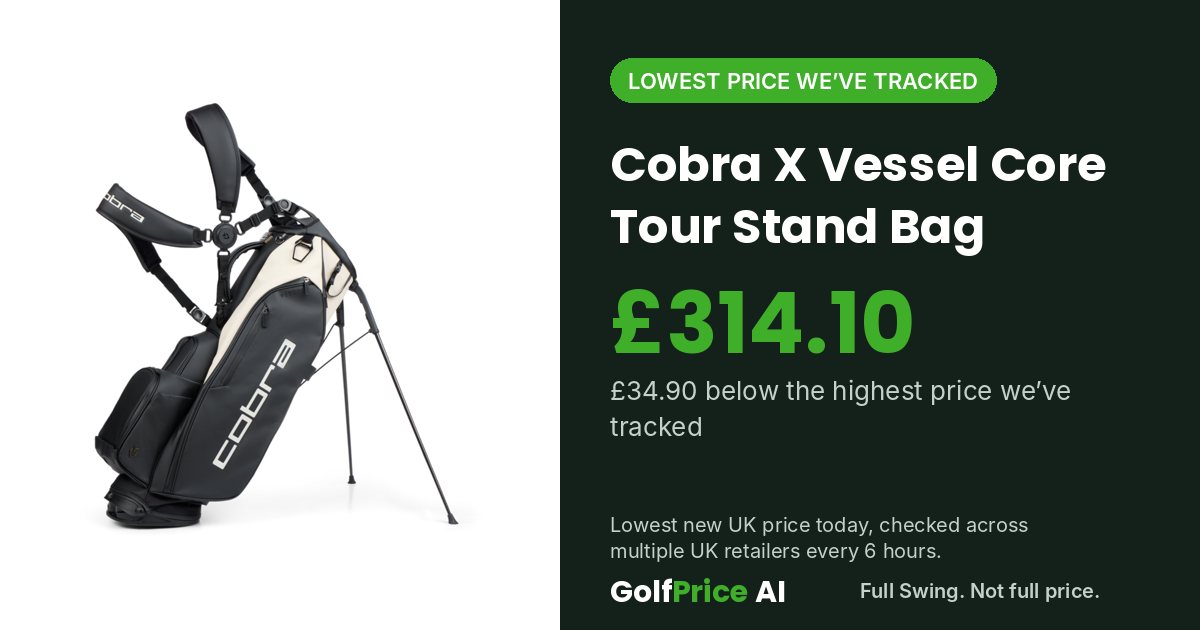 LOWEST PRICE WE’VE TRACKED
Cobra X Vessel Core
Tour Stand Bag
£314.10
£34.90 below the highest price we’ve
tracked
Lowest new UK price today, checked across
multiple UK retailers every 6 hours.
GolfPrice AI
Full Swing. Not full price.
obra
cobra